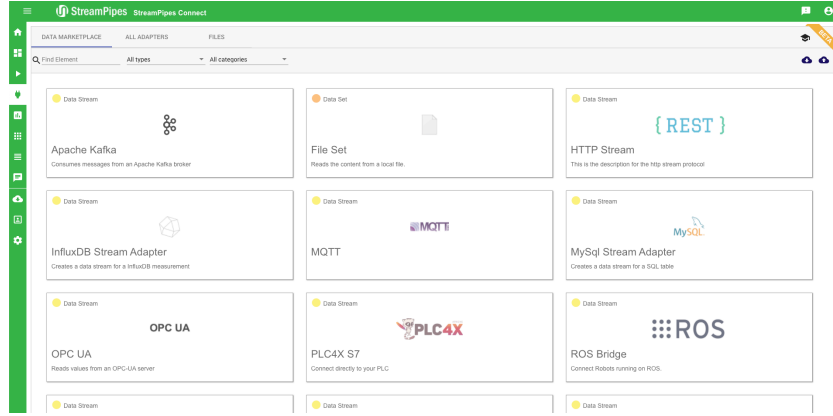 StreamPipes StreamPipes Connect
DATA MARKETPLACE ALL ADAPTERS FILES
BETA
Find Element All types All categories
Data Stream Data Set Data Stream
{ REST }
Apache Kafka File Set HTTP Stream
Consumes messages from an Apache Kafka broker Reads the content from a local file. This is the description for the http stream protocol
Data Stream Data Stream Data Stream
MQTT MySQL
InfluxDB Stream Adapter MQTT MySql Stream Adapter
Creates a data stream for a InfluxDB measurement Creates a data stream for a SQL table
Data Stream Data Stream Data Stream
OPC UA PLC4X ROS
OPC UA PLC4X S7 ROS Bridge
Reads values from an OPC-UA server Connect directly to your PLC Connect Robots running on ROS.
Data Stream Data Stream Data Stream